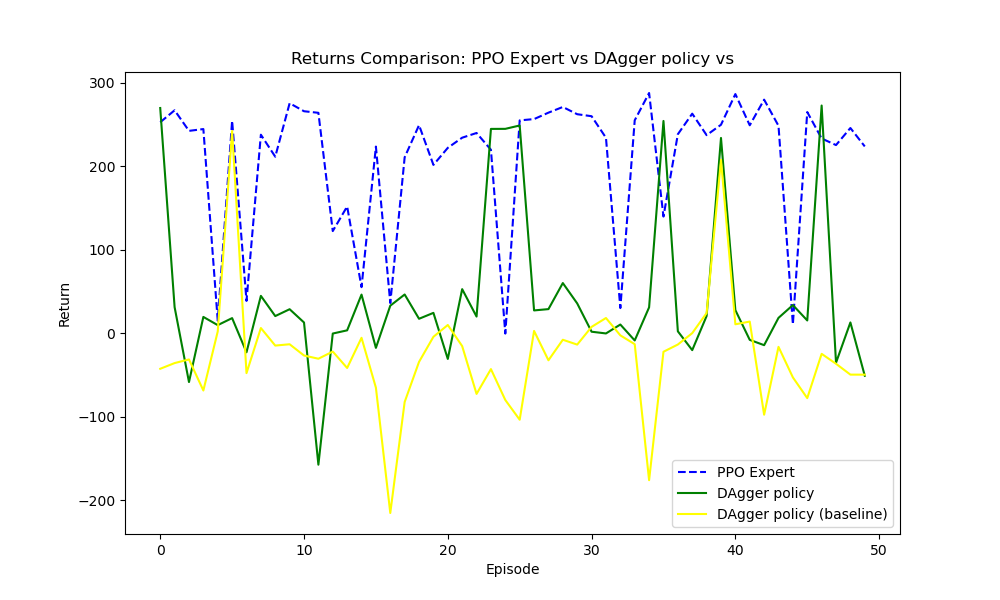 Returns Comparison: PPO Expert vs DAgger policy vs
300
200
100
0
−100
−200
Return
0 10 20 30 40 50
Episode
PPO Expert
DAgger policy
DAgger policy (baseline)